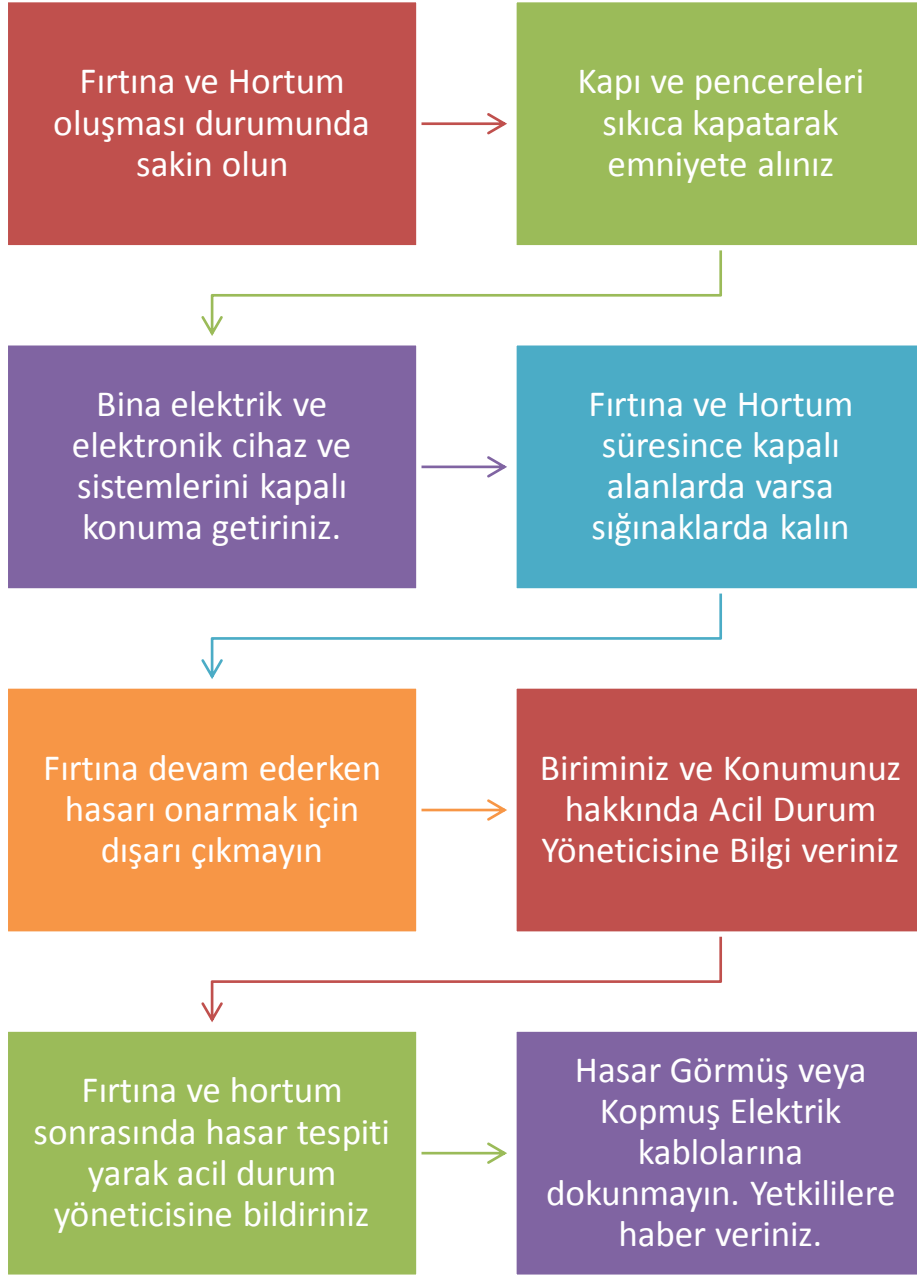 Fırtına ve Hortum
oluşması durumunda
sakin olun
Kapı ve pencereleri
sıkıca kapatarak
emniyete alınız
Bina elektrik ve
elektronik cihaz ve
sistemlerini kapalı
konuma getiriniz.
Fırtına ve Hortum
süresince kapalı
alanlarda varsa
sığınaklarda kalın
Fırtına devam ederken
hasarı onarmak için
dışarı çıkmayın
Biriminiz ve Konumunuz
hakkında Acil Durum
Yöneticisine Bilgi veriniz
Fırtına ve hortum
sonrasında hasar tespiti
yarak acil durum
yöneticisine bildiriniz
Hasar Görmüş veya
Kopmuş Elektrik
kablolarına
dokunmayın. Yetkililere
haber veriniz.